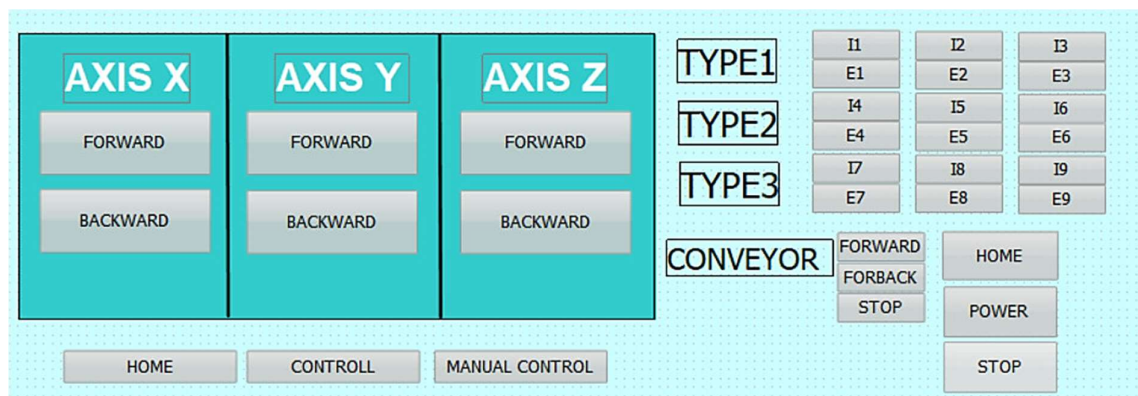 AXIS X AXIS Y AXIS Z
FORWARD FORWARD FORWARD
BACKWARD BACKWARD BACKWARD
HOME CONTROLL MANUAL CONTROL
TYPE1 I1 I2 I3
E1 E2 E3
TYPE2 I4 I5 I6
E4 E5 E6
TYPE3 I7 I8 I9
E7 E8 E9
CONVEYOR FORWARD
FORBACK
STOP
HOME
POWER
STOP